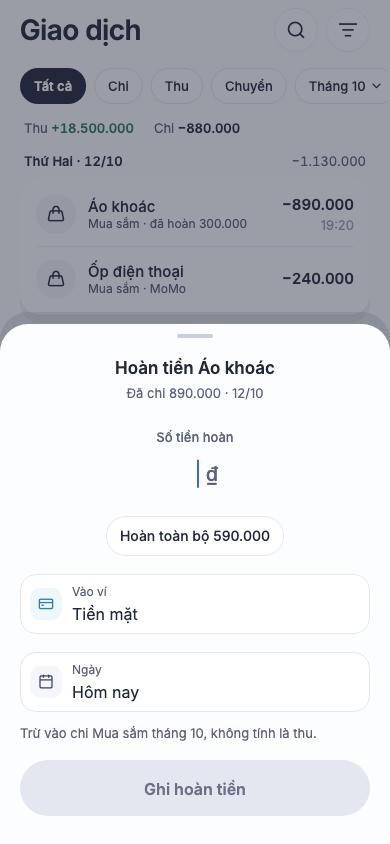 Giao dịch
Tất cả
Chi
Thu
Chuyển
Tháng 10
Thu +18.500.000 Chi −880.000
Thứ Hai · 12/10 −1.130.000
Áo khoác −890.000
Mua sắm · đã hoàn 300.000 19:20
Ốp điện thoại −240.000
Mua sắm · MoMo
Hoàn tiền Áo khoác
Đã chi 890.000 · 12/10
Số tiền hoàn
đ
Hoàn toàn bộ 590.000
Vào ví
Tiền mặt
Ngày
Hôm nay
Trừ vào chi Mua sắm tháng 10, không tính là thu.
Ghi hoàn tiền